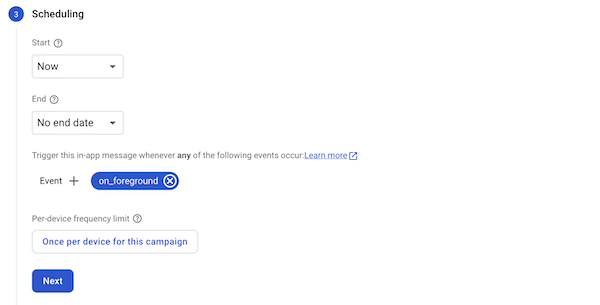 3 Scheduling
Start ?
Now
End ?
No end date
Trigger this in-app message whenever any of the following events occur:Learn more
Event + on_foreground
Per-device frequency limit ?
Once per device for this campaign
Next